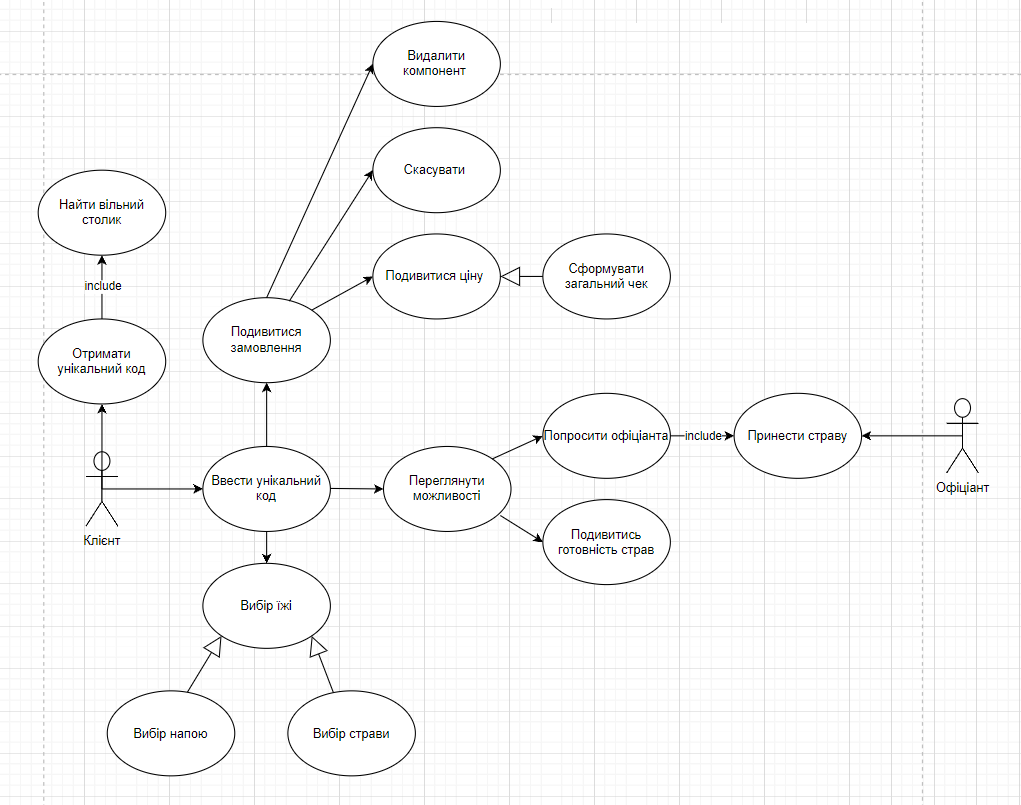 Видалити
компонент
Скасувати
Найти вільний
столик
Подивитися ціну
Сформувати
загальний чек
include
Подивитися
замовлення
Отримати
унікальний код
Попросити офіціанта
include
Принести страву
Офіціант
Ввести унікальний
код
Переглянути
можливості
Клієнт
Подивитись
готовність страв
Вибір їжі
Вибір напою
Вибір страви